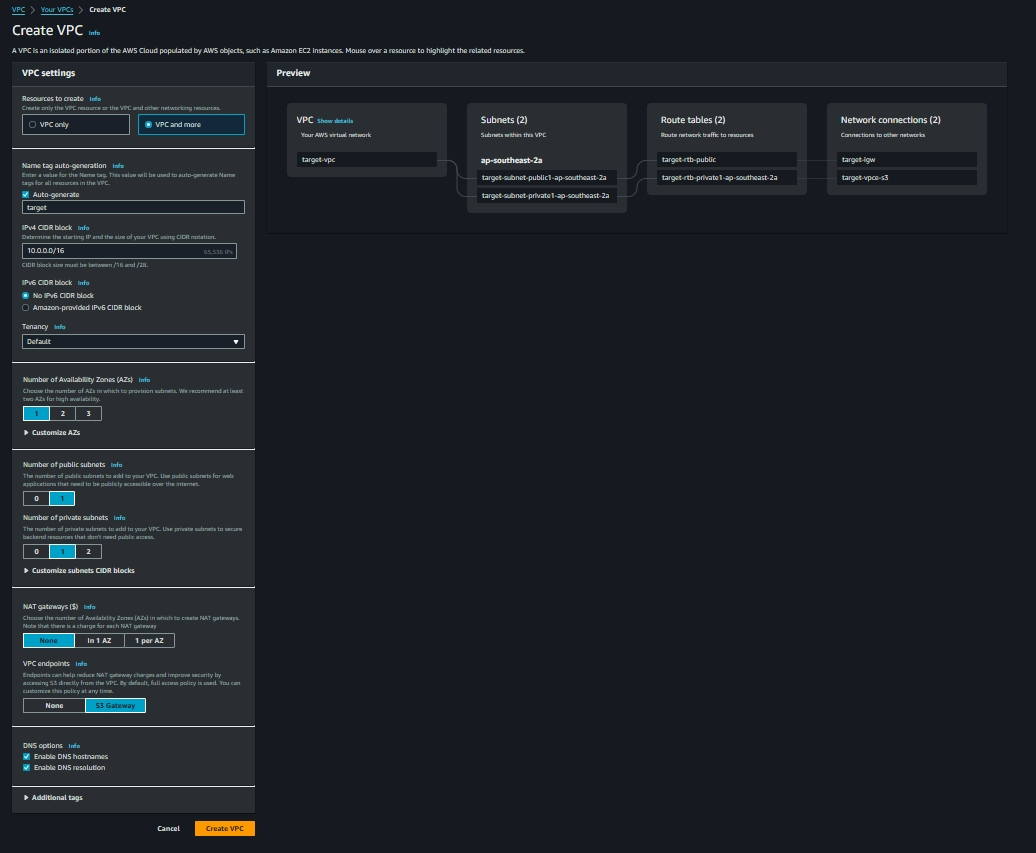 VPC > Your VPCs > Create VPC
Create VPC Info
A VPC is an isolated portion of the AWS Cloud populated by AWS objects, such as Amazon EC2 instances. Mouse over a resource to highlight the related resources.
VPC settings
Resources to create Info
Create only the VPC resource or the VPC and other networking resources.
VPC only
VPC and more
Name tag auto-generation Info
Enter a value for the Name tag. This value will be used to auto-generate Name
tags for all resources in the VPC.
Auto-generate
target
IPv4 CIDR block Info
Determine the starting IP and the size of your VPC using CIDR notation.
10.0.0.0/16 65,536 IPs
CIDR block size must be between /16 and /28.
IPv6 CIDR block Info
No IPv6 CIDR block
Amazon-provided IPv6 CIDR block
Tenancy Info
Default
Number of Availability Zones (AZs) Info
Choose the number of AZs in which to provision subnets. We recommend at least
two AZs for high availability.
1 2 3
Customize AZs
Number of public subnets Info
The number of public subnets to add to your VPC. Use public subnets for web
applications that need to be publicly accessible over the internet.
0 1
Number of private subnets Info
The number of private subnets to add to your VPC. Use private subnets to secure
backend resources that don't need public access.
0 1 2
Customize subnets CIDR blocks
NAT gateways ($) Info
Choose the number of Availability Zones (AZs) in which to create NAT gateways.
Note that there is a charge for each NAT gateway
None In 1 AZ 1 per AZ
VPC endpoints Info
Endpoints can help reduce NAT gateway charges and improve security by
accessing S3 directly from the VPC. By default, full access policy is used. You can
customize this policy at any time.
None S3 Gateway
DNS options Info
Enable DNS hostnames
Enable DNS resolution
Additional tags
Cancel Create VPC
Preview
VPC Show details
Your AWS virtual network
target-vpc
Subnets (2)
Subnets within this VPC
ap-southeast-2a
target-subnet-public1-ap-southeast-2a
target-subnet-private1-ap-southeast-2a
Route tables (2)
Route network traffic to resources
target-rtb-public
target-rtb-private1-ap-southeast-2a
Network connections (2)
Connections to other networks
target-igw
target-vpce-s3